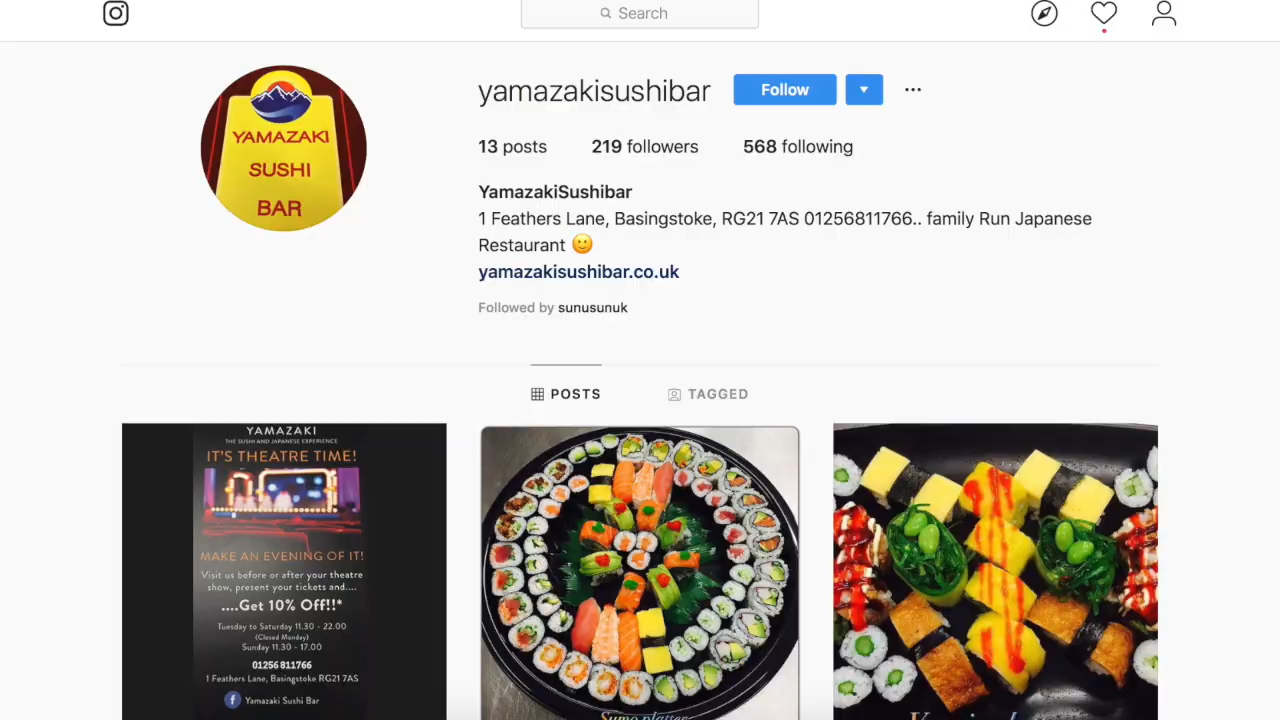 Search
YAMAZAKI
SUSHI
BAR
yamazakisushibar
Follow
13 posts 219 followers 568 following
YamazakiSushibar
1 Feathers Lane, Basingstoke, RG21 7AS 01256811766.. family Run Japanese
Restaurant 🙂
yamazakisushibar.co.uk
Followed by sunusunuk
POSTS TAGGED
YAMAZAKI
THE SUSHI AND JAPANESE EXPERIENCE
IT'S THEATRE TIME!
MAKE AN EVENING OF IT!
Visit us before or after your theatre
show, present your tickets and....
....Get 10% Off!!*
Tuesday to Saturday 11.30 - 22.00
(Closed Monday)
Sunday 11.30 - 17.00
01256 811766
1 Feathers Lane, Basingstoke RG21 7AS
f Yamazaki Sushi Bar
Sumo platter